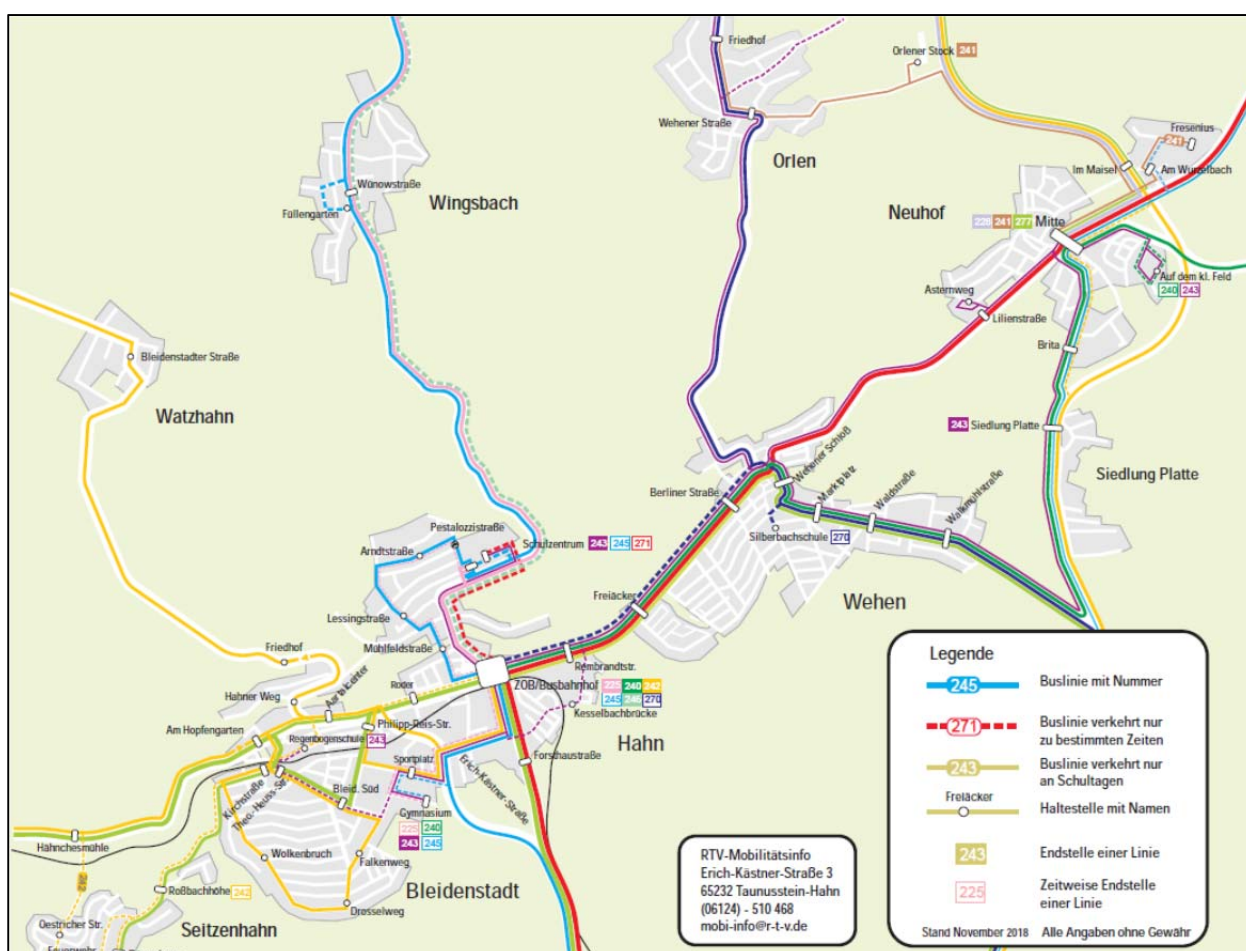 Friedhof
Orlener Stock 241
Wehener Straße
Orlen
Fresenius
241
Im Maisel
Am Wurzelbach
Wünowstraße
Füllengarten
Wingsbach
Neuhof
228 241 277 Mitte
Auf dem kl. Feld
240 243
Asternweg
Lilienstraße
Brita
Bleidenstadter Straße
Watzhahn
243 Siedlung Platte
Siedlung Platte
Wehener Schloß
Marktplatz
Waldstraße
Walkmühlstraße
Berliner Straße
Silberbachschule 270
Pestalozzistraße
Schulzentrum 243 245 271
Arndtstraße
Lessingstraße
Mühlfeldstraße
Freiäcker
Wehen
Friedhof
Hahner Weg
Aartalcenter
Röder
Rembrandtstr.
ZOB/Busbahnhof 225 240 242
245 270
Kesselbachbrücke
Hahn
Am Hopfengarten
Philipp-Reis-Str.
Regenbogenschule 243
Sportplatz
Erich-Kästner-Straße
Forsthausstraße
Kirchstraße
Theo.-Heuss-Str.
Bleid. Süd
Gymnasium
225 240
243 245
Hähnchesmühle
Wolkenbruch
Falkenweg
Bleidenstadt
Drosselweg
242
Roßbachhöhe 242
Oestricher Str.
Seitzenhahn
Feuerwehr
RTV-Mobilitätsinfo
Erich-Kästner-Straße 3
65232 Taunusstein-Hahn
(06124) - 510 468
mobi-info@r-t-v.de
Legende
245 Buslinie mit Nummer
271 Buslinie verkehrt nur
zu bestimmten Zeiten
243 Buslinie verkehrt nur
an Schultagen
Freiäcker Haltestelle mit Namen
243 Endstelle einer Linie
225 Zeitweise Endstelle
einer Linie
Stand November 2018 Alle Angaben ohne Gewähr